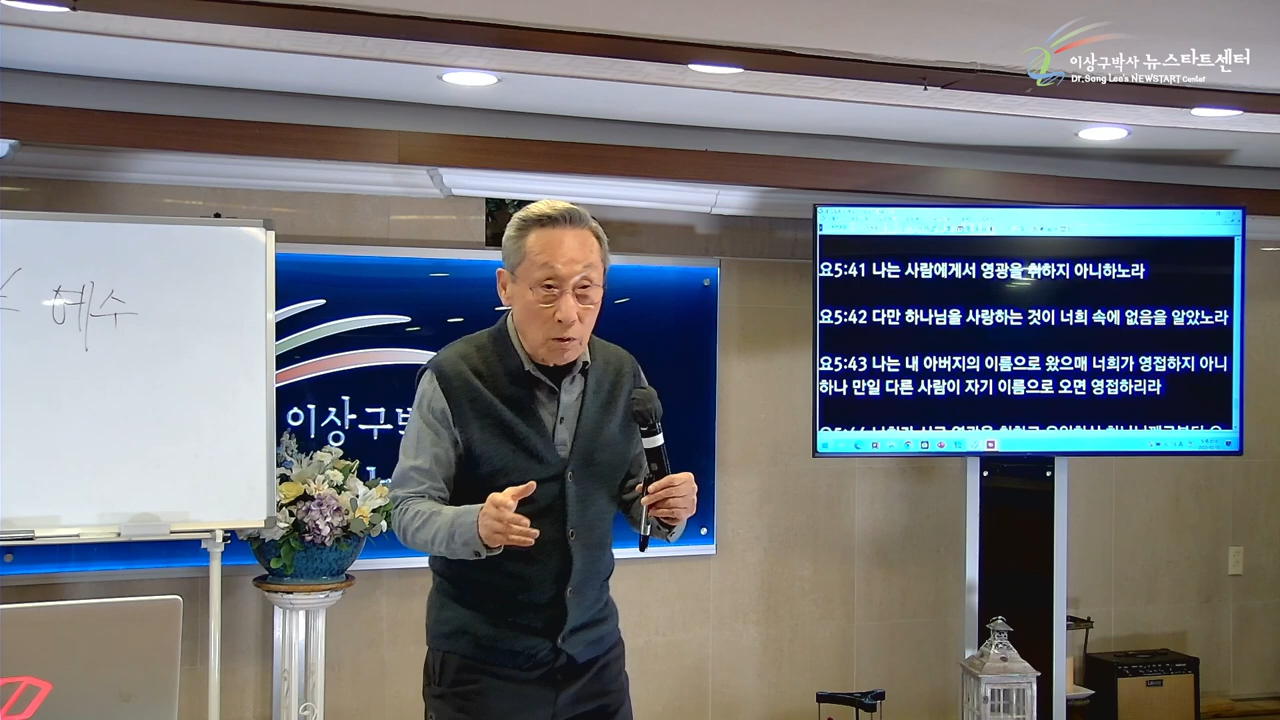 이상구박사 뉴스타트센터
Dr. Sang Lee's NEWSTART Center
예수
이상구박
요5:41 나는 사람에게서 영광을 취하지 아니하노라
요5:42 다만 하나님을 사랑하는 것이 너희 속에 없음을 알았노라
요5:43 나는 내 아버지의 이름으로 왔으매 너희가 영접하지 아니
하나 만일 다른 사람이 자기 이름으로 오면 영접하리라